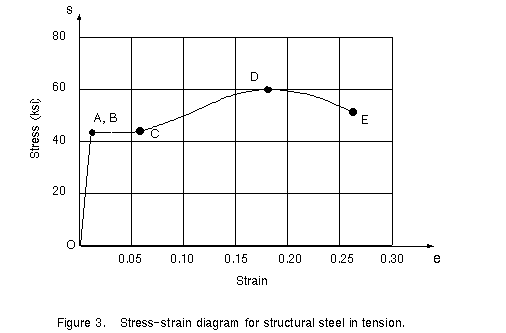 s
80
60
40
20
O
Stress (ksi)
A, B
C
D
E
0.05 0.10 0.15 0.20 0.25 0.30
e
Strain
Figure 3. Stress-strain diagram for structural steel in tension.